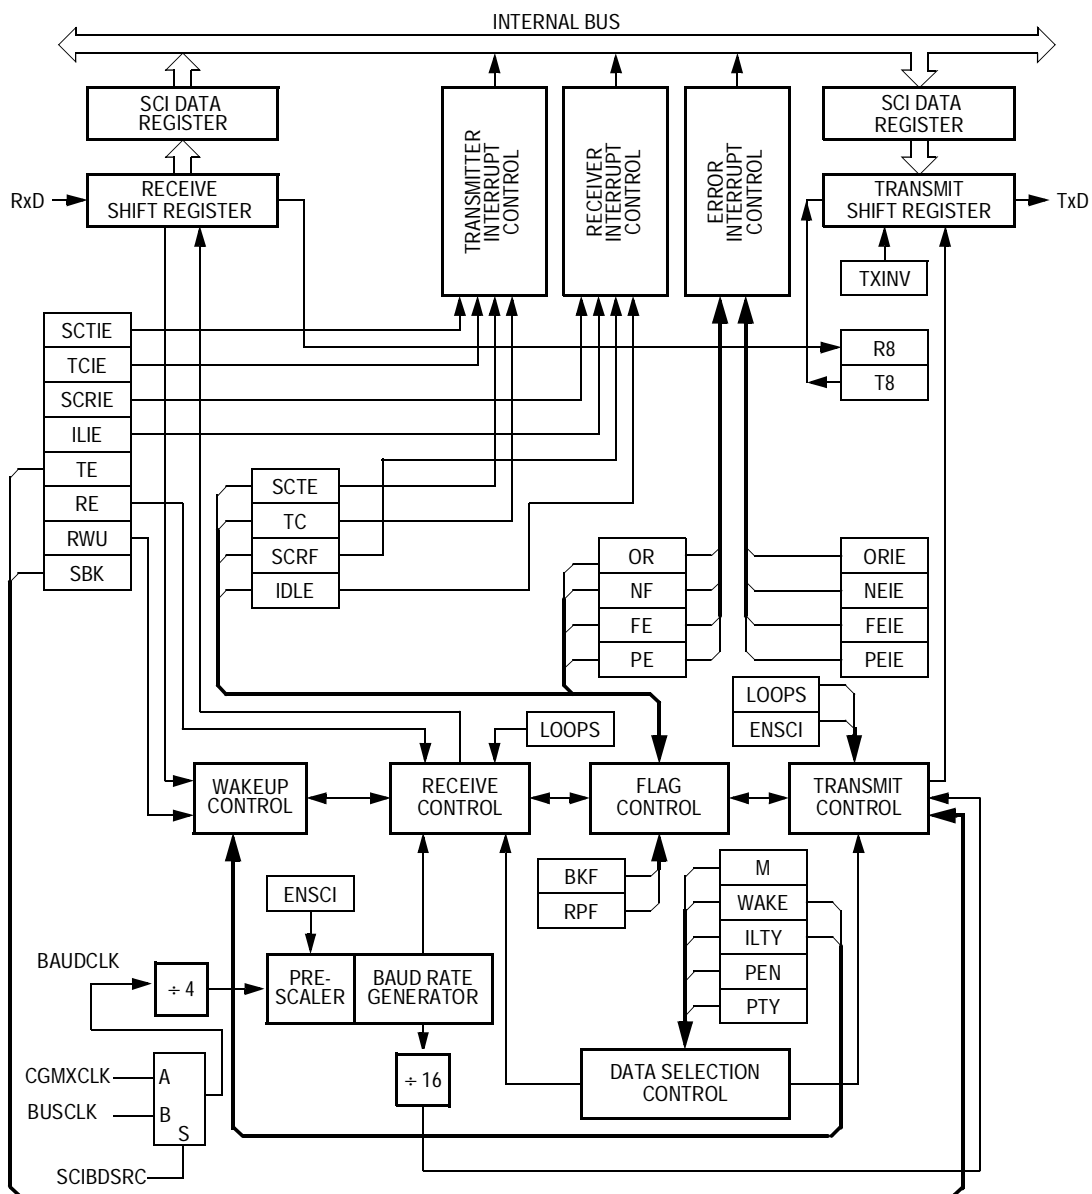 INTERNAL BUS
SCI DATA
REGISTER
SCI DATA
REGISTER
TRANSMITTER
INTERRUPT
CONTROL
RECEIVER
INTERRUPT
CONTROL
ERROR
INTERRUPT
CONTROL
RxD
RECEIVE
SHIFT REGISTER
TRANSMIT
SHIFT REGISTER
TxD
TXINV
SCTIE
TCIE
SCRIE
ILIE
TE
RE
RWU
SBK
R8
T8
SCTE
TC
SCRF
IDLE
OR
NF
FE
PE
ORIE
NEIE
FEIE
PEIE
LOOPS
LOOPS
ENSCI
WAKEUP
CONTROL
RECEIVE
CONTROL
FLAG
CONTROL
TRANSMIT
CONTROL
BKF
RPF
M
WAKE
ILTY
PEN
PTY
ENSCI
BAUDCLK
÷ 4
PRE-
SCALER
BAUD RATE
GENERATOR
÷ 16
DATA SELECTION
CONTROL
CGMXCLK
A
BUSCLK
B
S
SCIBDSRC